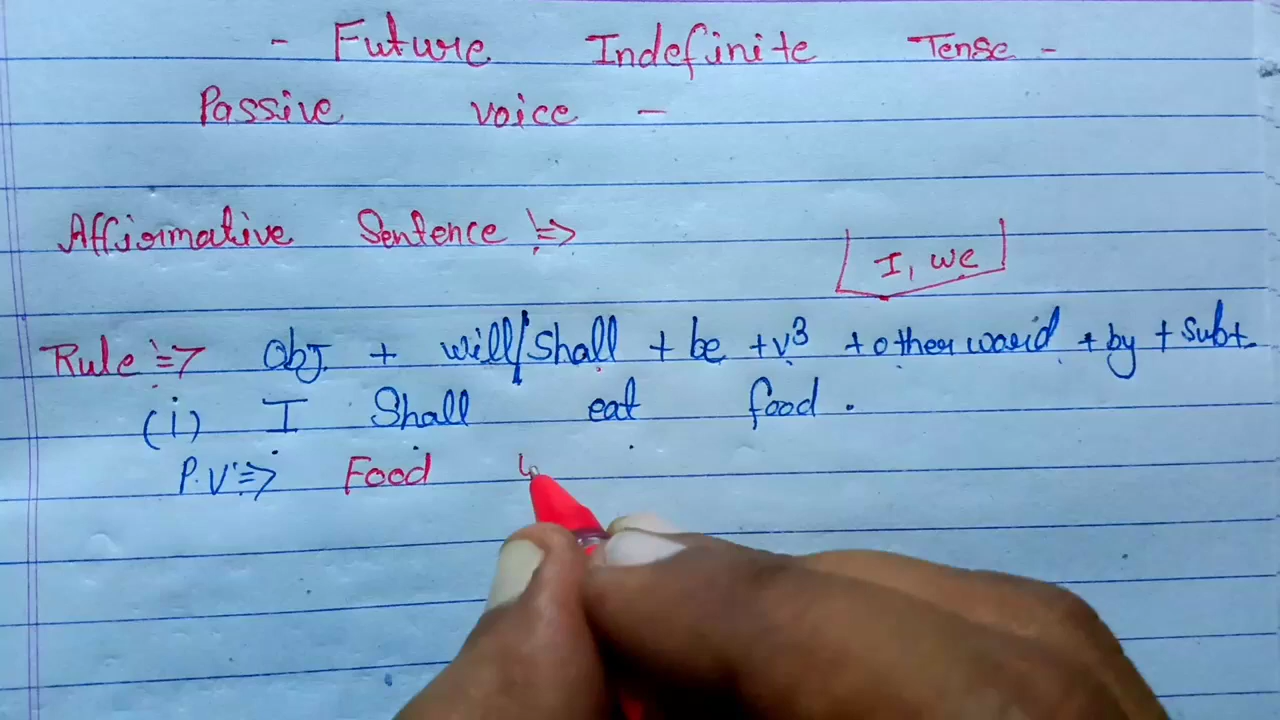 - Future Indefinite Tense -
Passive voice -
Affirmative Sentence ⇒
I, we
Rule ⇒ Obj. + will/Shall + be + v³ + other word + by + subt.
(i) I Shall eat food.
P.V ⇒ Food